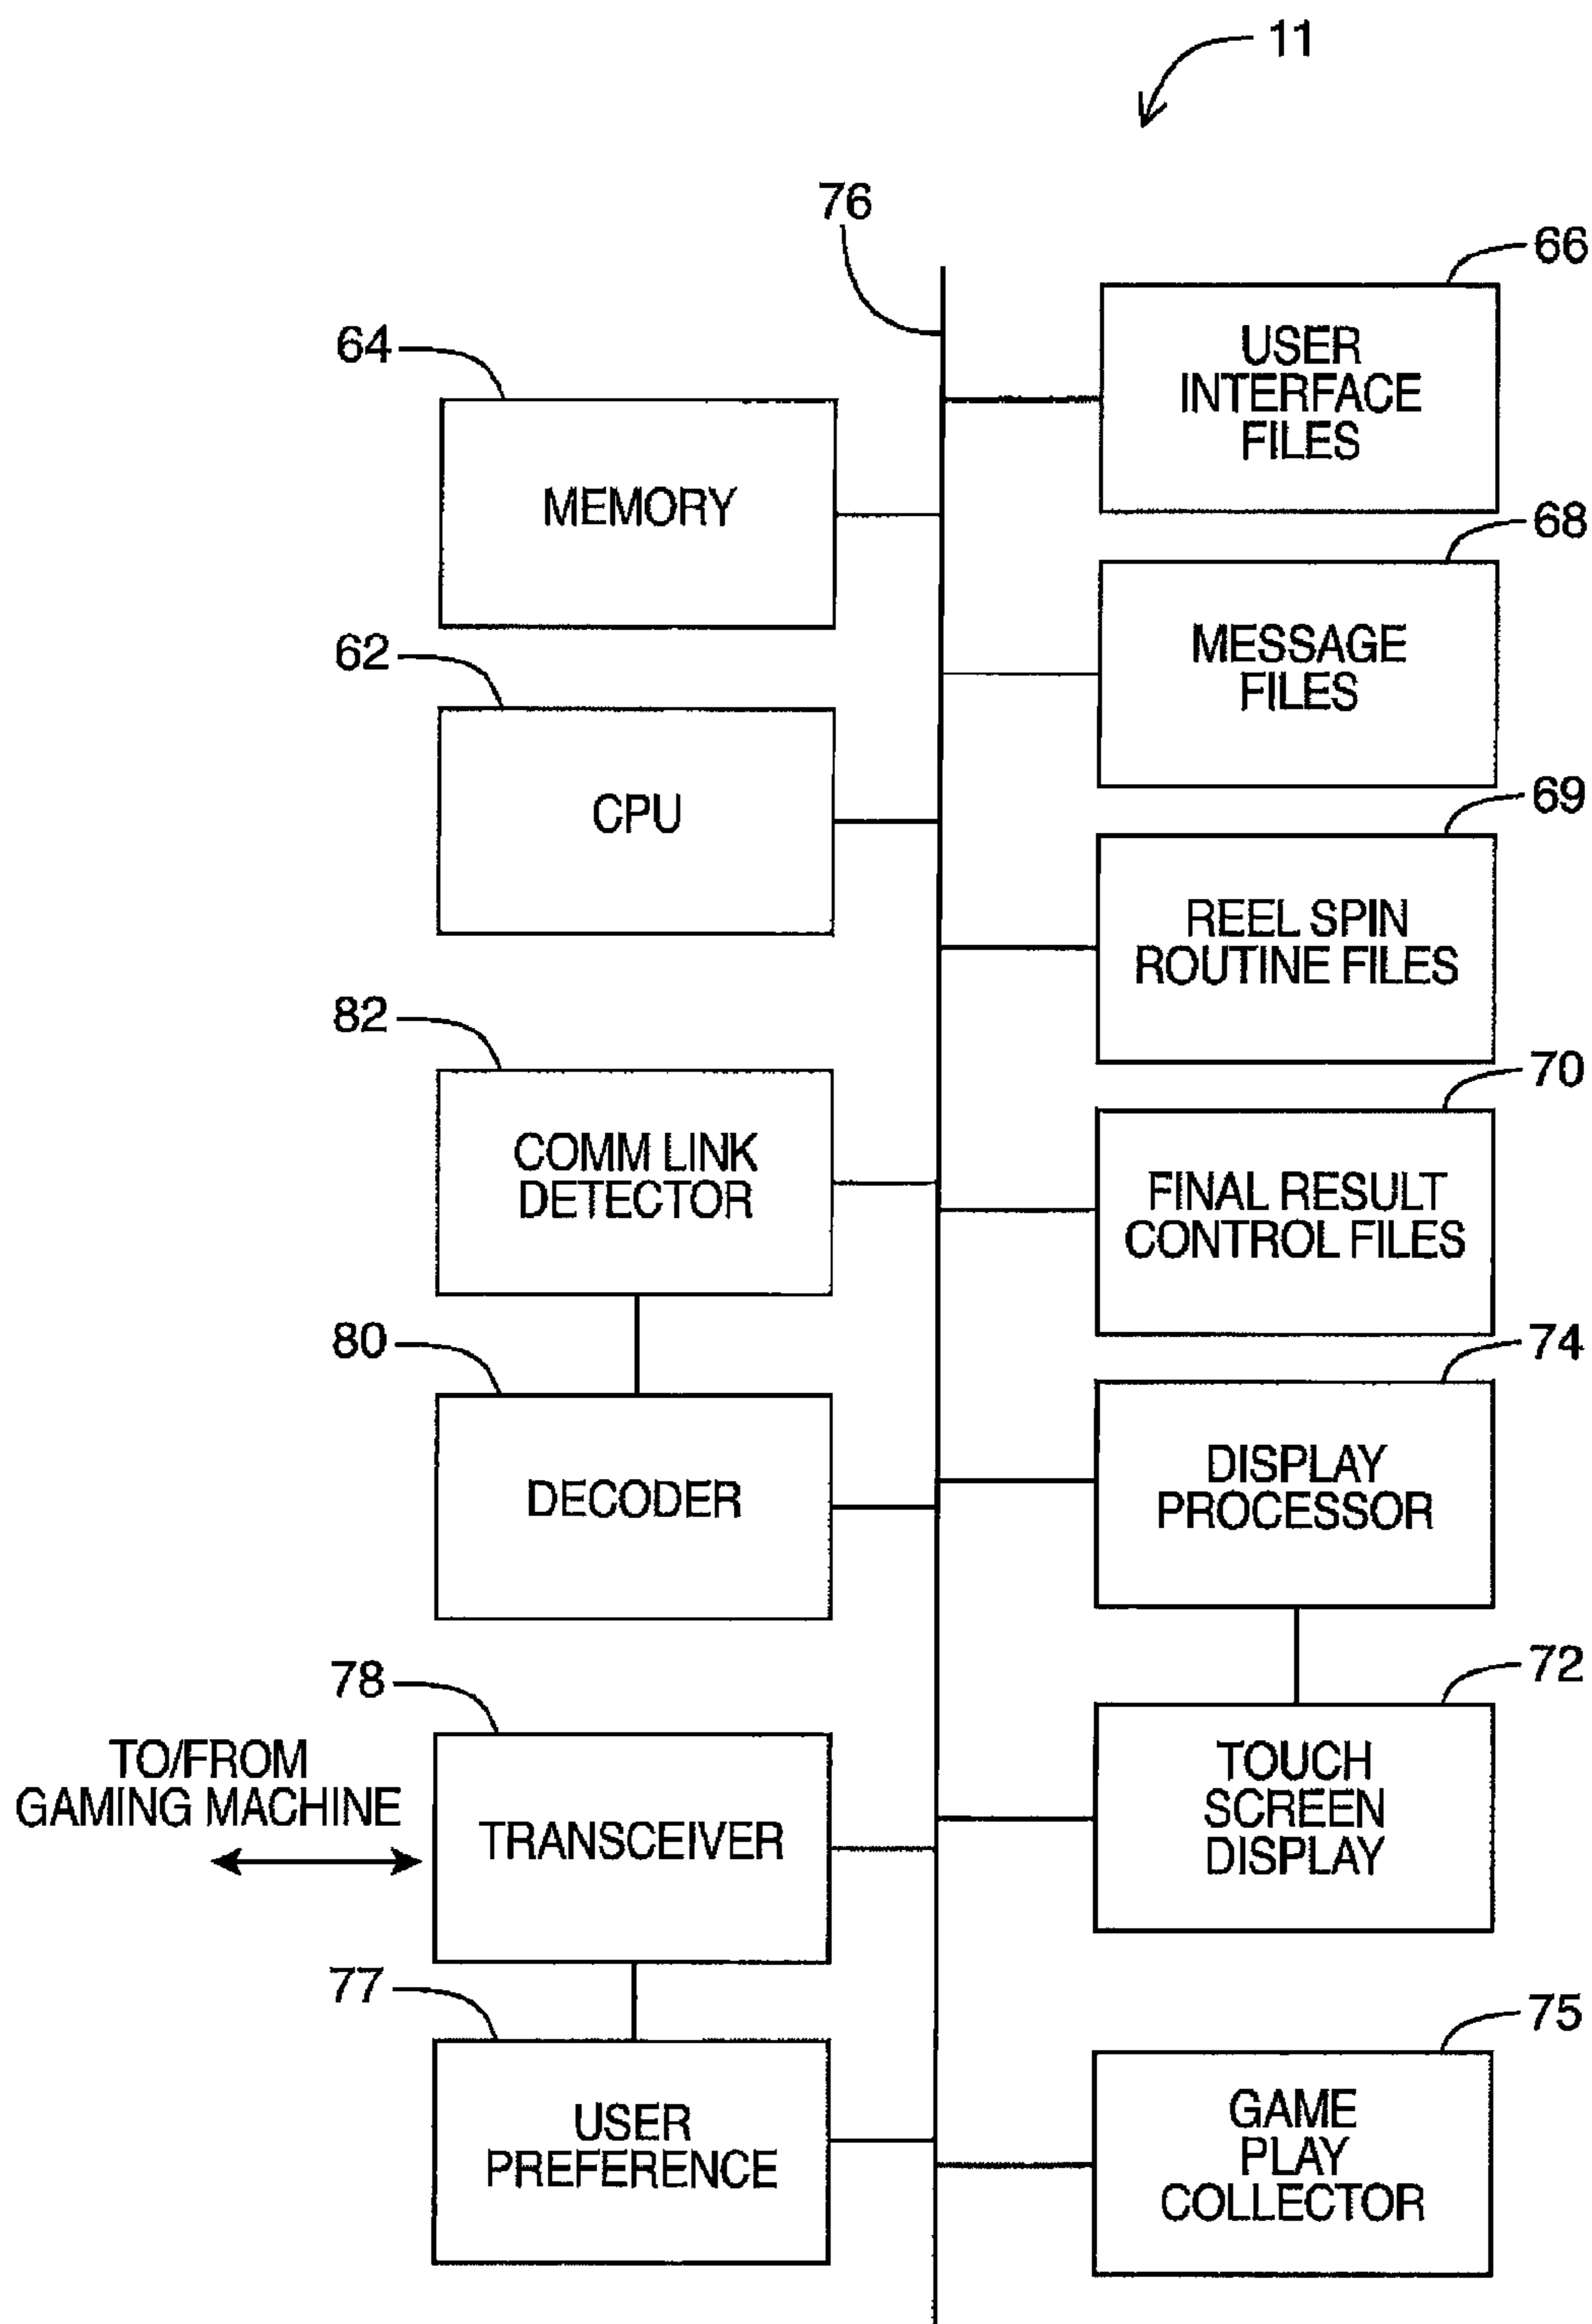 11
76
66
USER
INTERFACE
FILES
64
MEMORY
68
MESSAGE
FILES
62
CPU
69
REEL SPIN
ROUTINE FILES
82
COMM LINK
DETECTOR
70
FINAL RESULT
CONTROL FILES
80
DECODER
74
DISPLAY
PROCESSOR
78
TO/FROM
GAMING MACHINE
TRANSCEIVER
72
TOUCH
SCREEN
DISPLAY
77
USER
PREFERENCE
75
GAME
PLAY
COLLECTOR